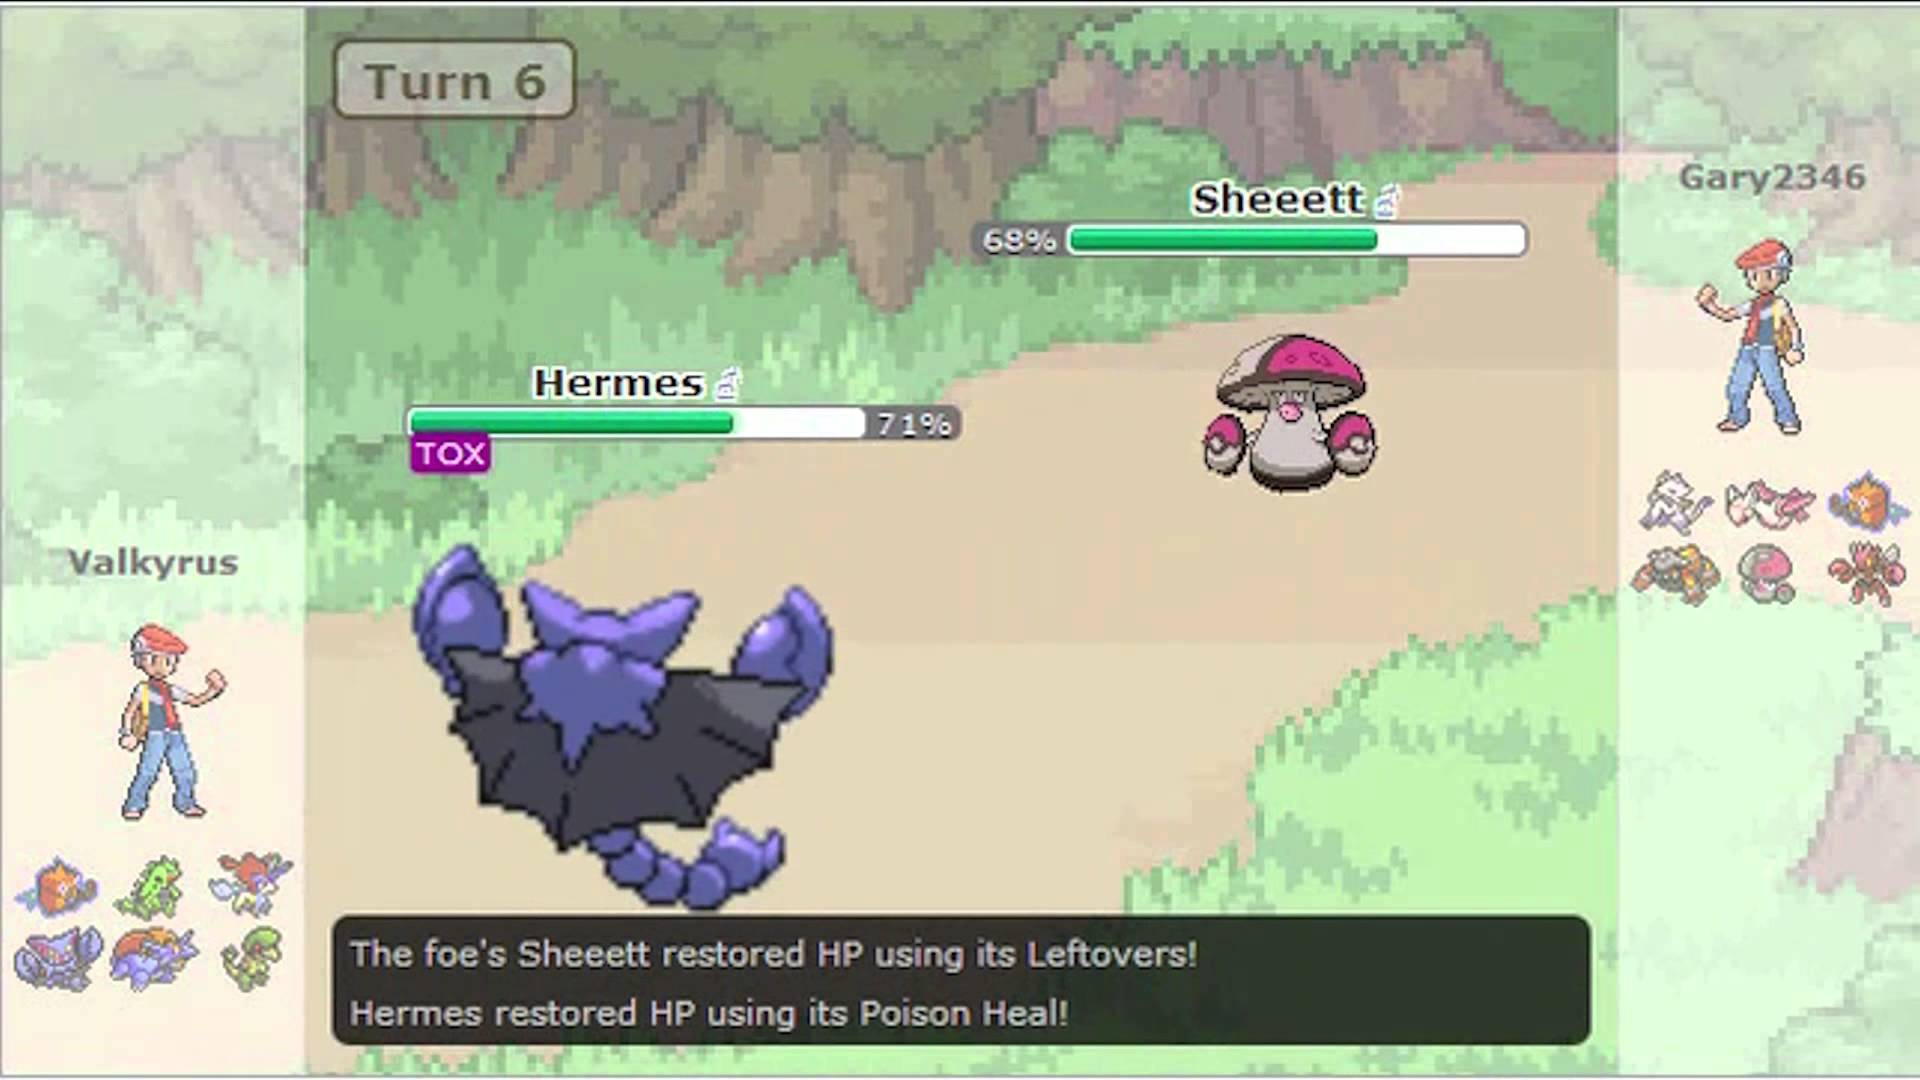 Turn 6
Sheeett
68%
Gary2346
Hermes
71%
TOX
Valkyrus
The foe's Sheeett restored HP using its Leftovers!
Hermes restored HP using its Poison Heal!